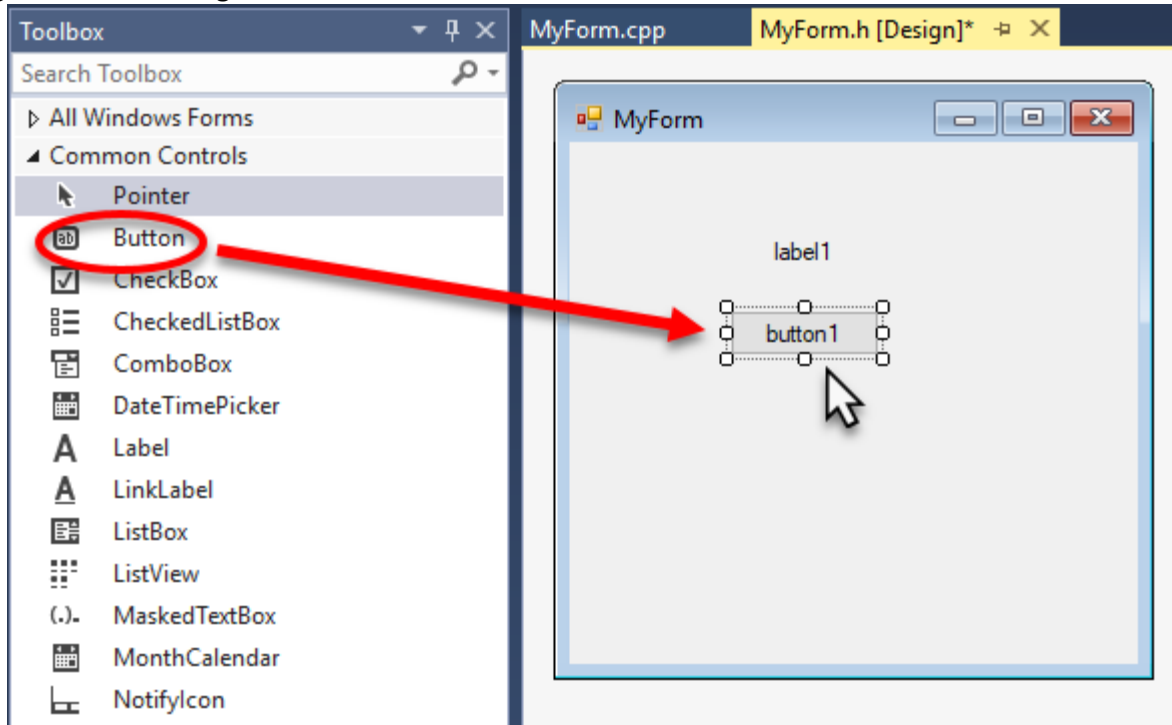 Toolbox
Search Toolbox
All Windows Forms
Common Controls
Pointer
ab Button
CheckBox
CheckedListBox
ComboBox
DateTimePicker
A Label
A LinkLabel
ListBox
ListView
(.)- MaskedTextBox
MonthCalendar
NotifyIcon
MyForm.cpp
MyForm.h [Design]*
MyForm
label1
button1